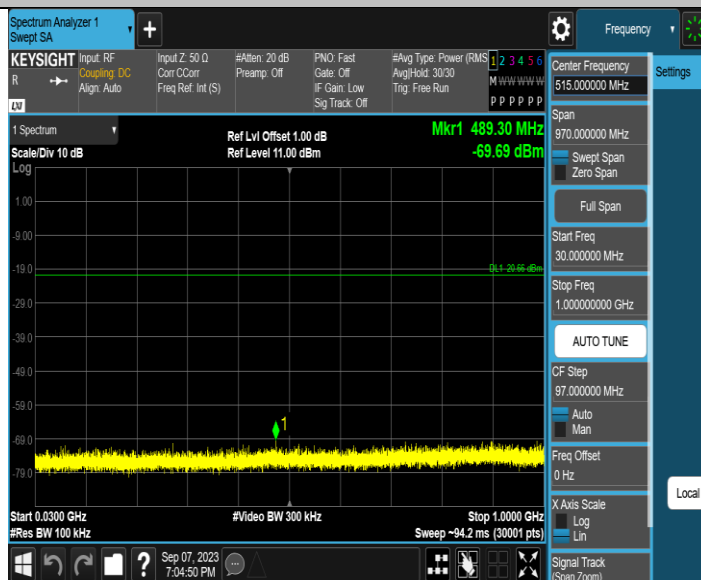 Spectrum Analyzer 1
Swept SA
+
Frequency
KEYSIGHT
R
LXI
Input: RF
Coupling: DC
Align: Auto
Input Z: 50 Ω
Corr CCorr
Freq Ref: Int (S)
#Atten: 20 dB
Preamp: Off
PNO: Fast
Gate: Off
IF Gain: Low
Sig Track: Off
#Avg Type: Power (RMS
Avg|Hold: 30/30
Trig: Free Run
1 2 3 4 5 6
M W W W W W
P P P P P P
1 Spectrum
Scale/Div 10 dB
Log
Ref Lvl Offset 1.00 dB
Ref Level 11.00 dBm
Mkr1 489.30 MHz
-69.69 dBm
1.00
-9.00
-19.0
-29.0
-39.0
-49.0
-59.0
-69.0
-79.0
DL1 -20.66 dBm
1
Start 0.0300 GHz
#Res BW 100 kHz
#Video BW 300 kHz
Stop 1.0000 GHz
Sweep ~94.2 ms (30001 pts)
?
Sep 07, 2023
7:04:50 PM
Center Frequency
515.000000 MHz
Span
970.000000 MHz
Swept Span
Zero Span
Full Span
Start Freq
30.000000 MHz
Stop Freq
1.000000000 GHz
AUTO TUNE
CF Step
97.000000 MHz
Auto
Man
Freq Offset
0 Hz
X Axis Scale
Log
Lin
Signal Track
(Span Zoom)
Settings
Local